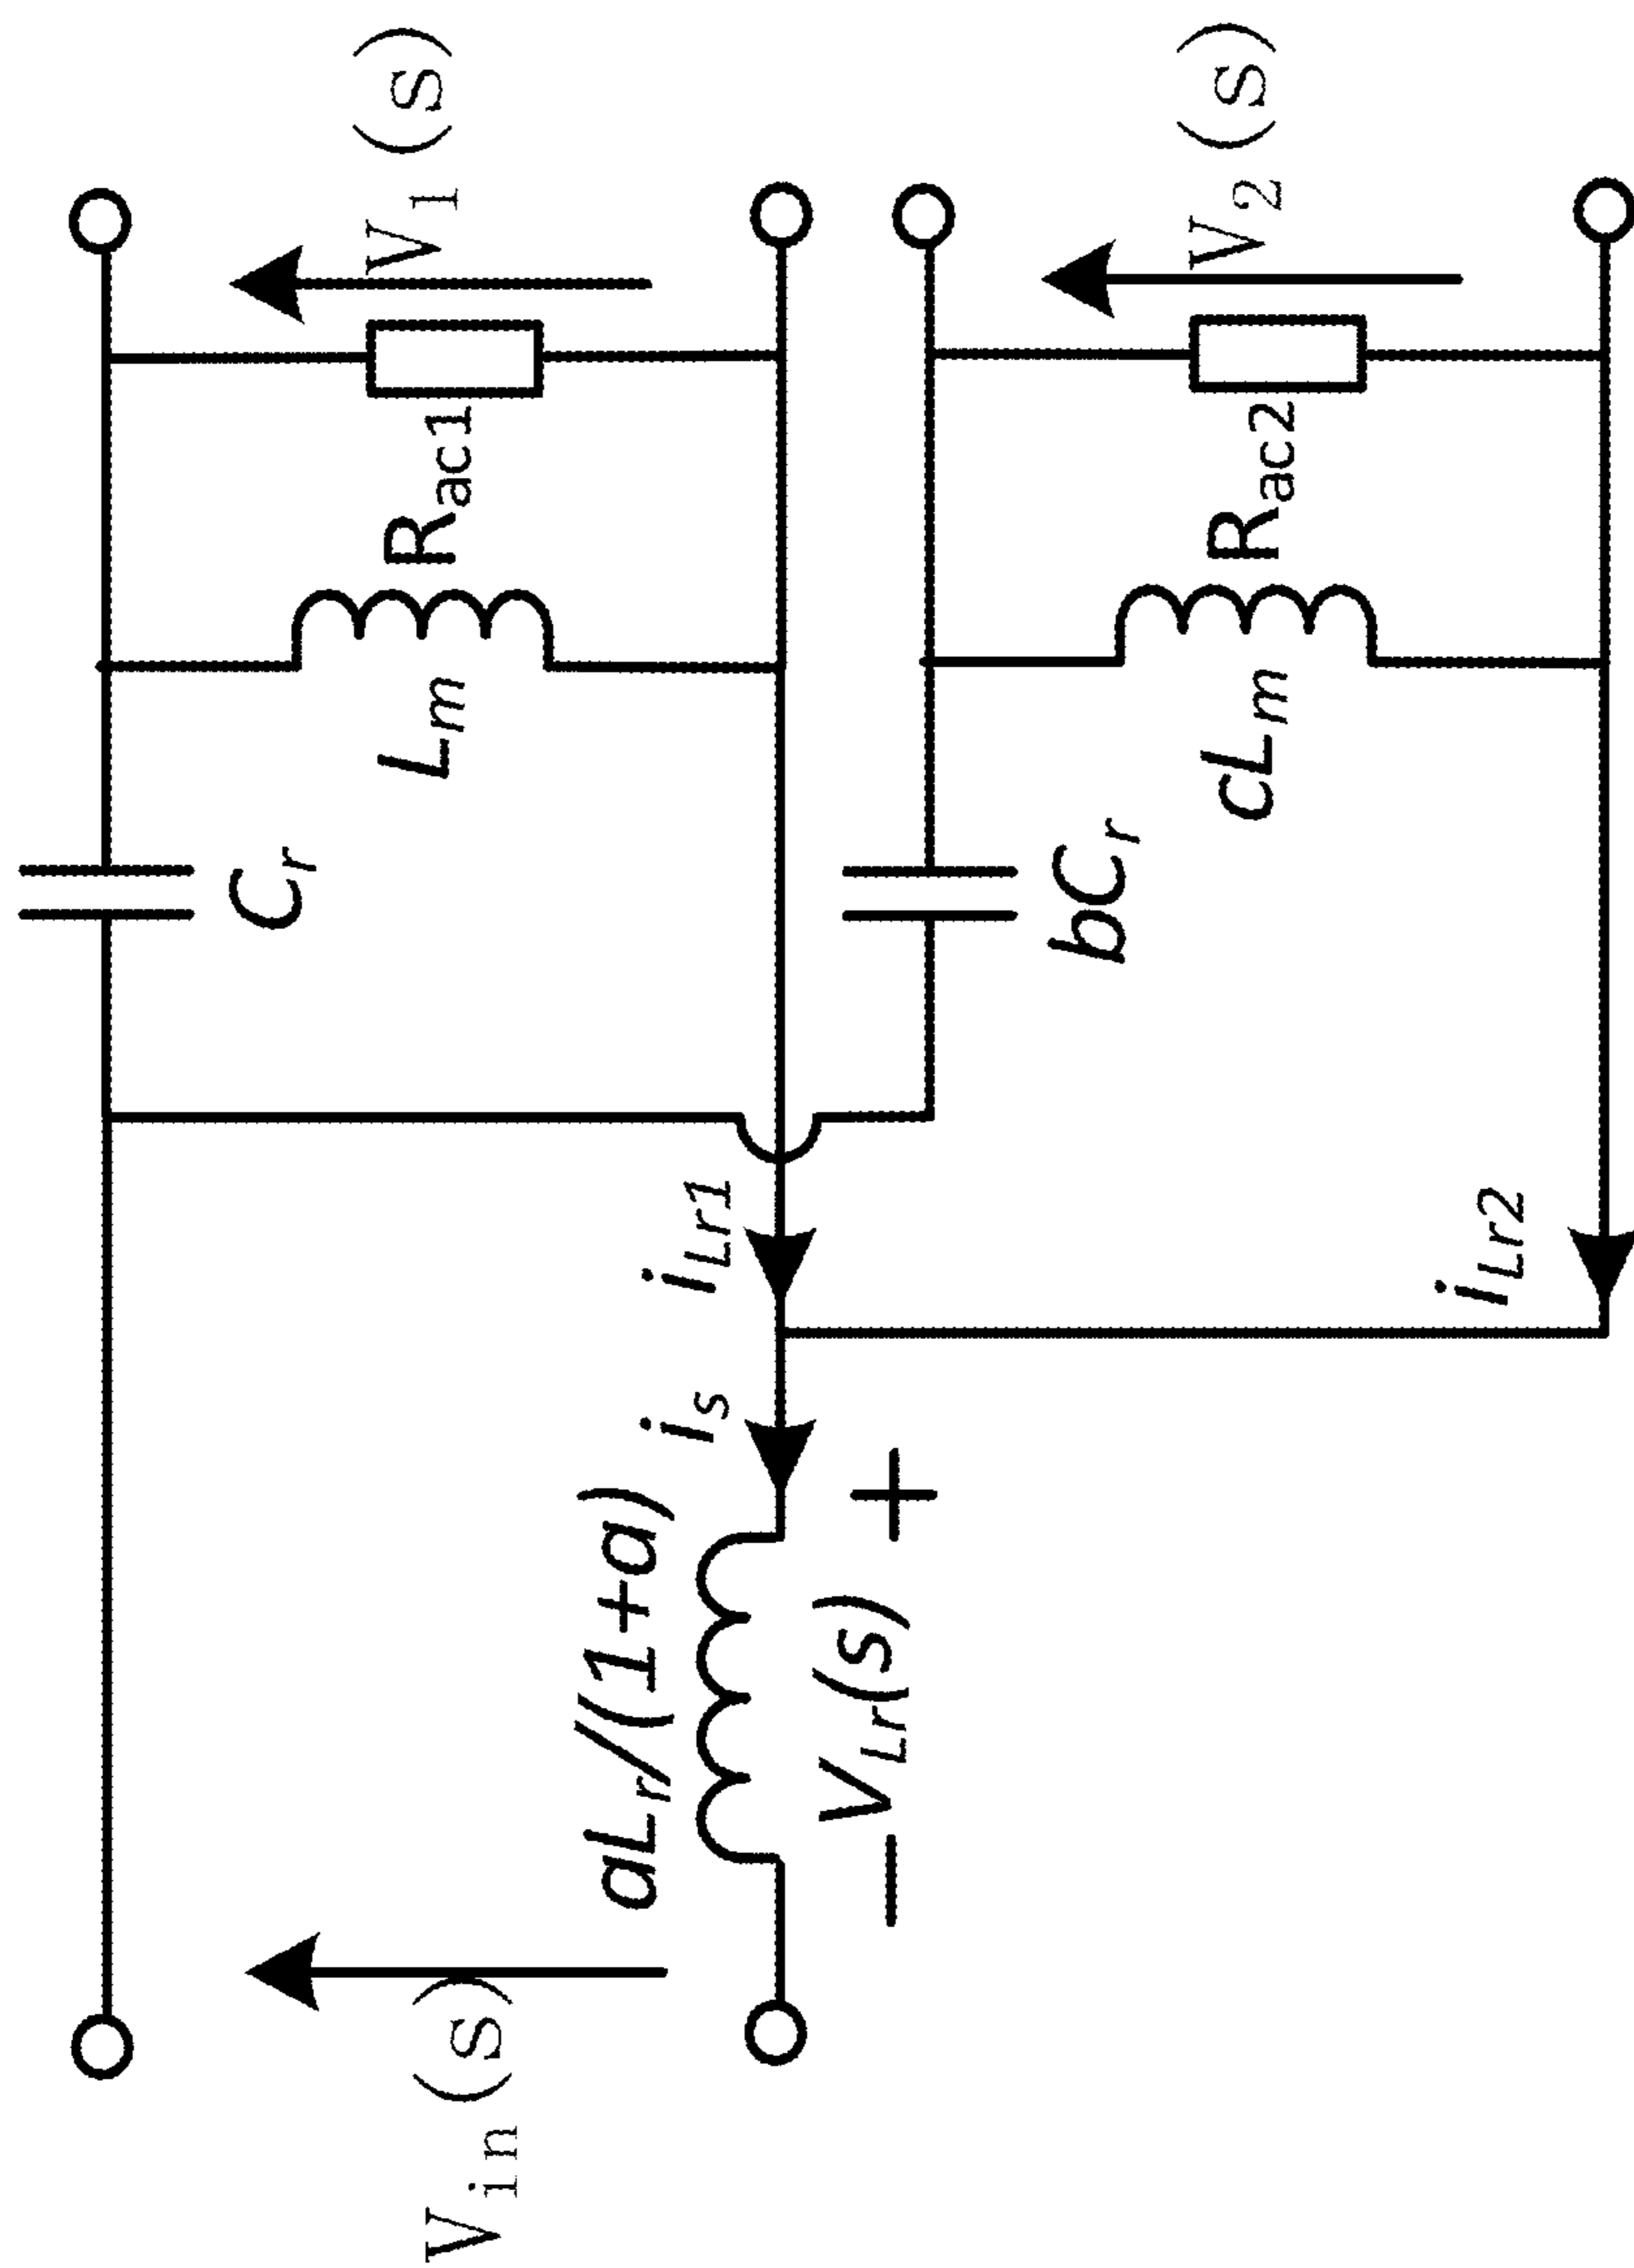 V₁(s)
V₂(s)
Rac1
Rac2
Lm
cLm
Cr
bCr
iLr1
iLr2
is
aLr/(1+a)
− VLr(s) +
Vin(s)